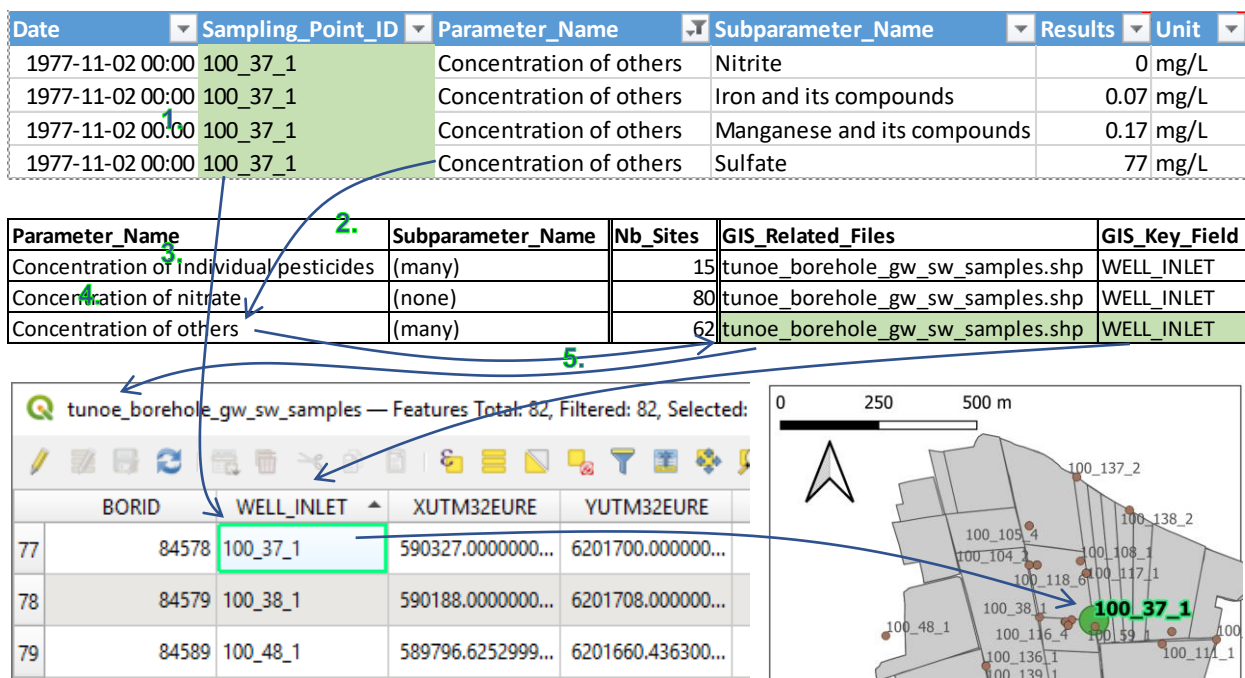 Date Sampling_Point_ID Parameter_Name Subparameter_Name Results Unit
1977-11-02 00:00 100_37_1 Concentration of others Nitrite 0 mg/L
1977-11-02 00:00 100_37_1 Concentration of others Iron and its compounds 0.07 mg/L
1977-11-02 00:00 100_37_1 Concentration of others Manganese and its compounds 0.17 mg/L
1.
1977-11-02 00:00 100_37_1 Concentration of others Sulfate 77 mg/L
2.
Parameter_Name Subparameter_Name Nb_Sites GIS_Related_Files GIS_Key_Field
3.
Concentration of individual pesticides (many) 15 tunoe_borehole_gw_sw_samples.shp WELL_INLET
Concentration of nitrate (none) 80 tunoe_borehole_gw_sw_samples.shp WELL_INLET
4.
Concentration of others (many) 62 tunoe_borehole_gw_sw_samples.shp WELL_INLET
5.
tunoe_borehole_gw_sw_samples — Features Total: 82, Filtered: 82, Selected:
BORID WELL_INLET XUTM32EURE YUTM32EURE
77 84578 100_37_1 590327.0000000... 6201700.000000...
78 84579 100_38_1 590188.0000000... 6201708.000000...
79 84589 100_48_1 589796.6252999... 6201660.436300...
0 250 500 m
100_137_2
100_138_2
100_105_4
100_104_2
100_108_1
100_118_6
100_117_1
100_38_1
100_37_1
100_48_1
100_116_4
100_59_1
100_
100_111_1
100_136_1
100_139_1